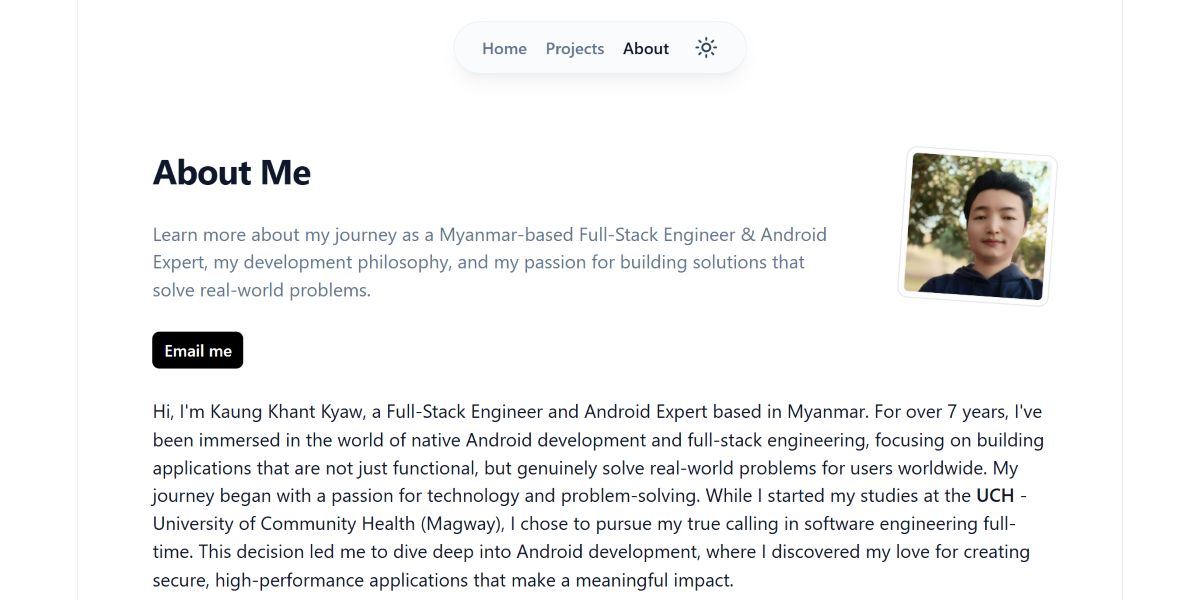 Home Projects About
About Me
Learn more about my journey as a Myanmar-based Full-Stack Engineer & Android
Expert, my development philosophy, and my passion for building solutions that
solve real-world problems.
Email me
Hi, I'm Kaung Khant Kyaw, a Full-Stack Engineer and Android Expert based in Myanmar. For over 7 years, I've
been immersed in the world of native Android development and full-stack engineering, focusing on building
applications that are not just functional, but genuinely solve real-world problems for users worldwide. My
journey began with a passion for technology and problem-solving. While I started my studies at the UCH -
University of Community Health (Magway), I chose to pursue my true calling in software engineering full-
time. This decision led me to dive deep into Android development, where I discovered my love for creating
secure, high-performance applications that make a meaningful impact.